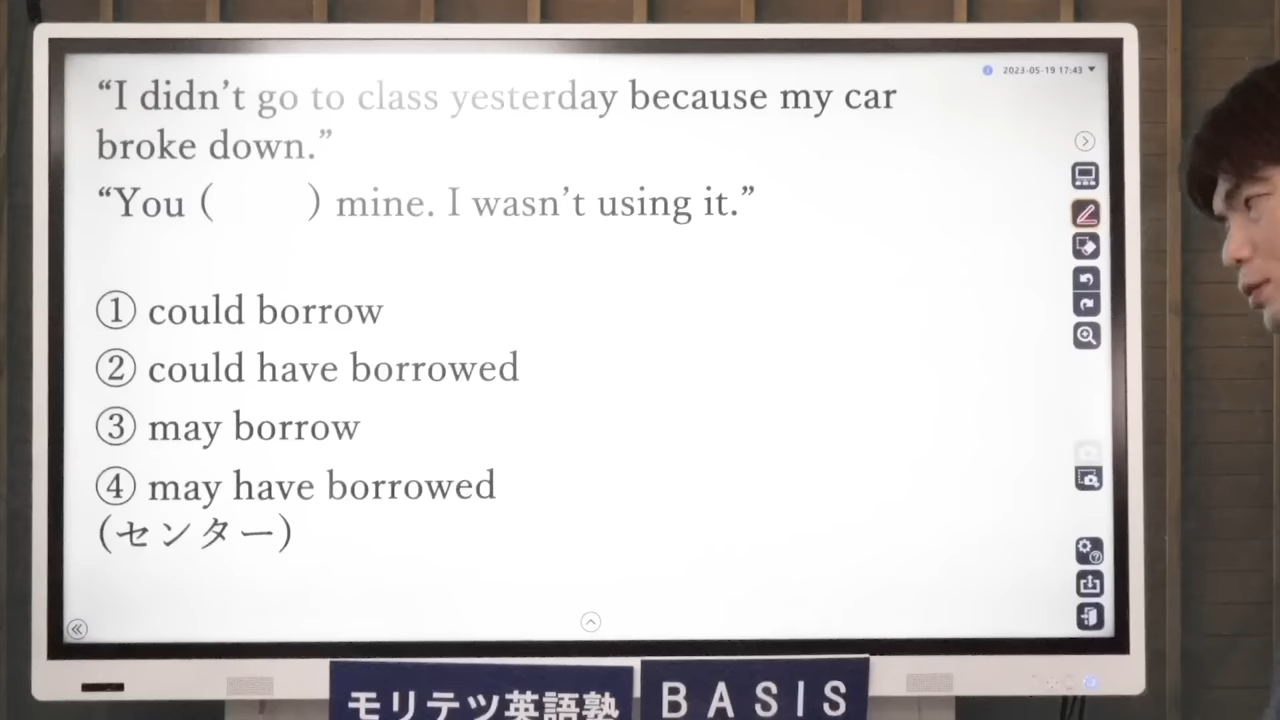 2023-05-19 17:43
“I didn’t go to class yesterday because my car
broke down.”
“You (　　) mine. I wasn’t using it.”
① could borrow
② could have borrowed
③ may borrow
④ may have borrowed
(センター)
モリテツ英語塾
BASIS